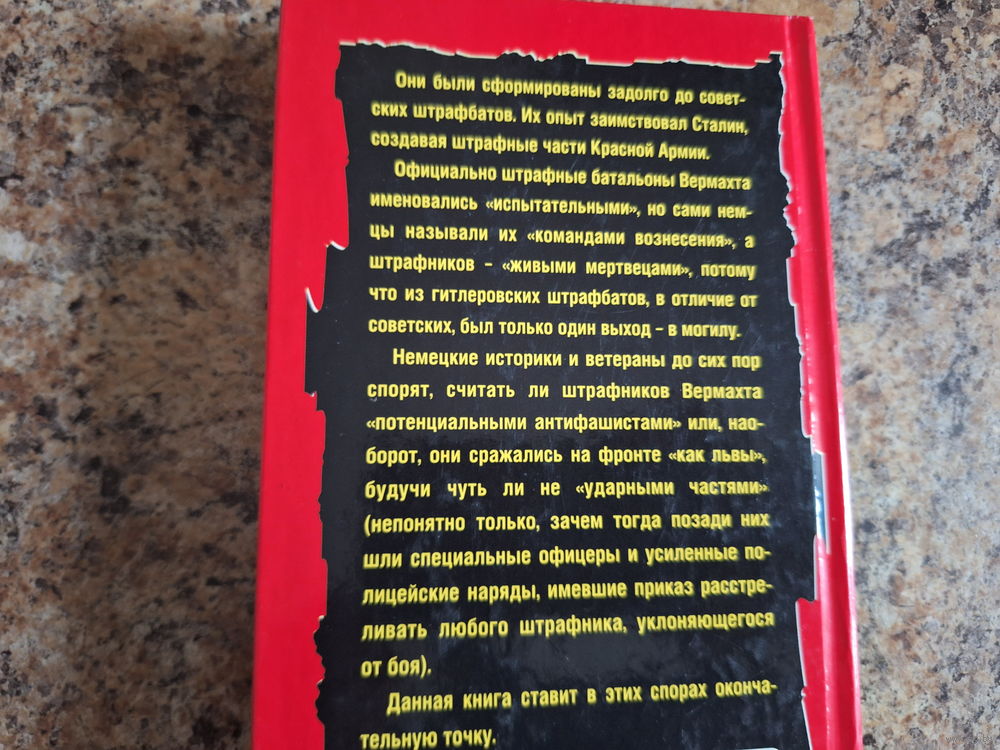 Они были сформированы задолго до совет-
ских штрафбатов. Их опыт заимствовал Сталин,
создавая штрафные части Красной Армии.
Официально штрафные батальоны Вермахта
именовались «испытательными», но сами нем-
цы называли их «командами вознесения», а
штрафников – «живыми мертвецами», потому
что из гитлеровских штрафбатов, в отличие от
советских, был только один выход – в могилу.
Немецкие историки и ветераны до сих пор
спорят, считать ли штрафников Вермахта
«потенциальными антифашистами» или, нао-
борот, они сражались на фронте «как львы»,
будучи чуть ли не «ударными частями»
(непонятно только, зачем тогда позади них
шли специальные офицеры и усиленные по-
лицейские наряды, имевшие приказ расстре-
ливать любого штрафника, уклоняющегося
от боя).
Данная книга ставит в этих спорах оконча-
тельную точку.